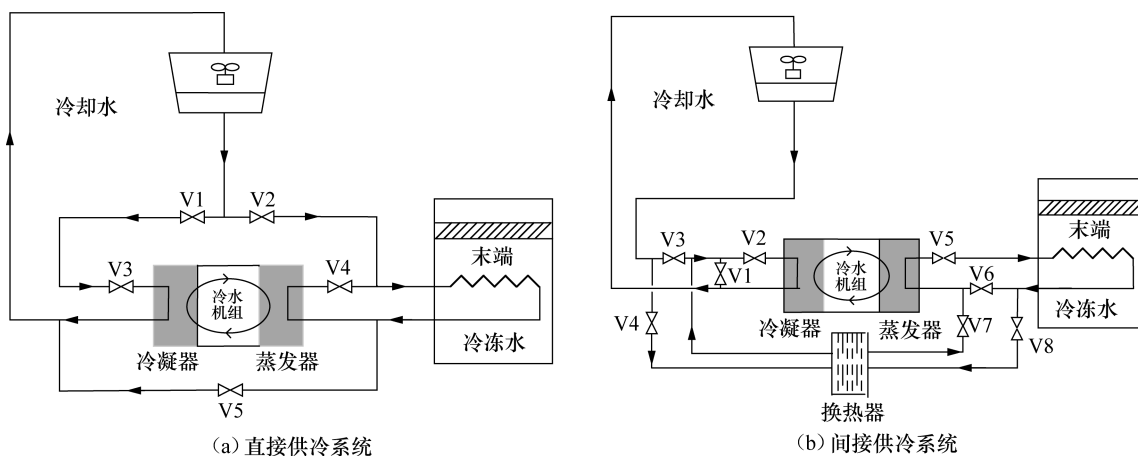 冷却水
V1
V2
V3
V4
末端
冷水
机组
冷凝器
蒸发器
冷冻水
V5
(a) 直接供冷系统
冷却水
V3
V2
V5
末端
V1
冷水
机组
V6
冷冻水
V4
冷凝器
蒸发器
V7
V8
换热器
(b) 间接供冷系统